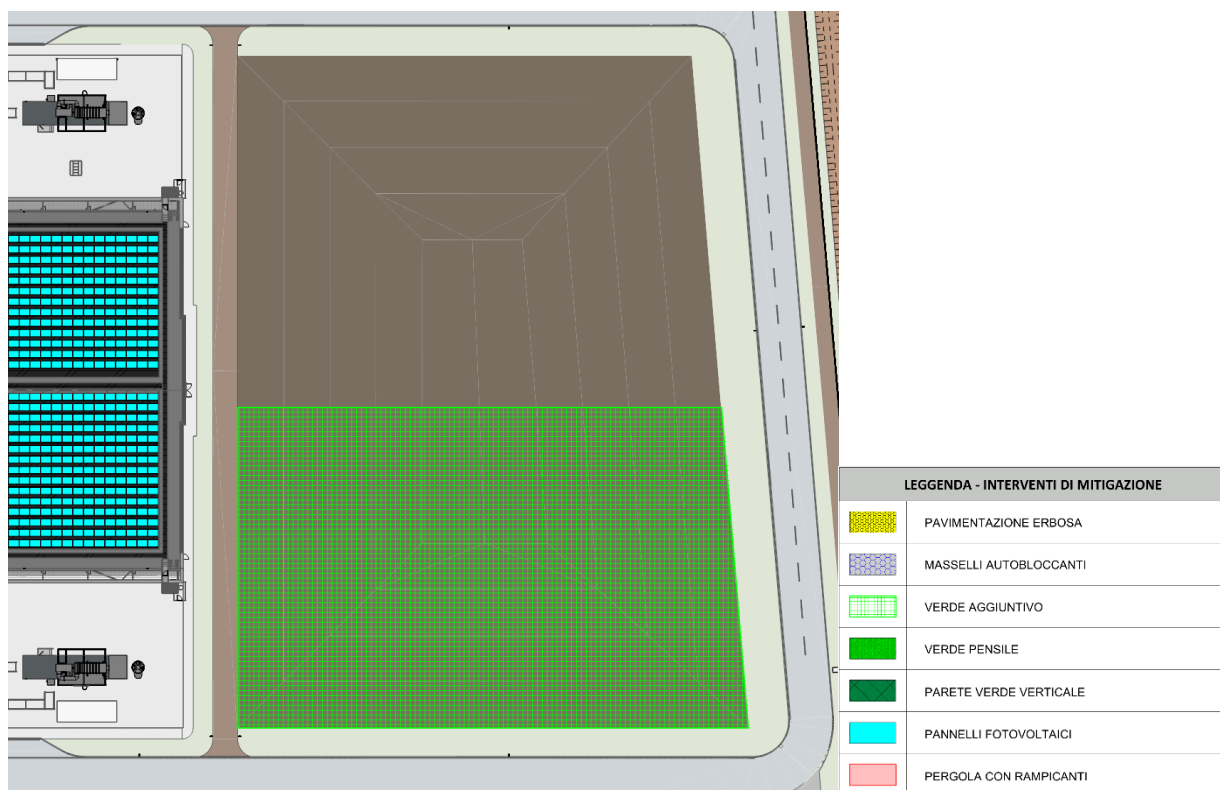 LEGGENDA - INTERVENTI DI MITIGAZIONE
PAVIMENTAZIONE ERBOSA
MASSELLI AUTOBLOCCANTI
VERDE AGGIUNTIVO
VERDE PENSILE
PARETE VERDE VERTICALE
PANNELLI FOTOVOLTAICI
PERGOLA CON RAMPICANTI